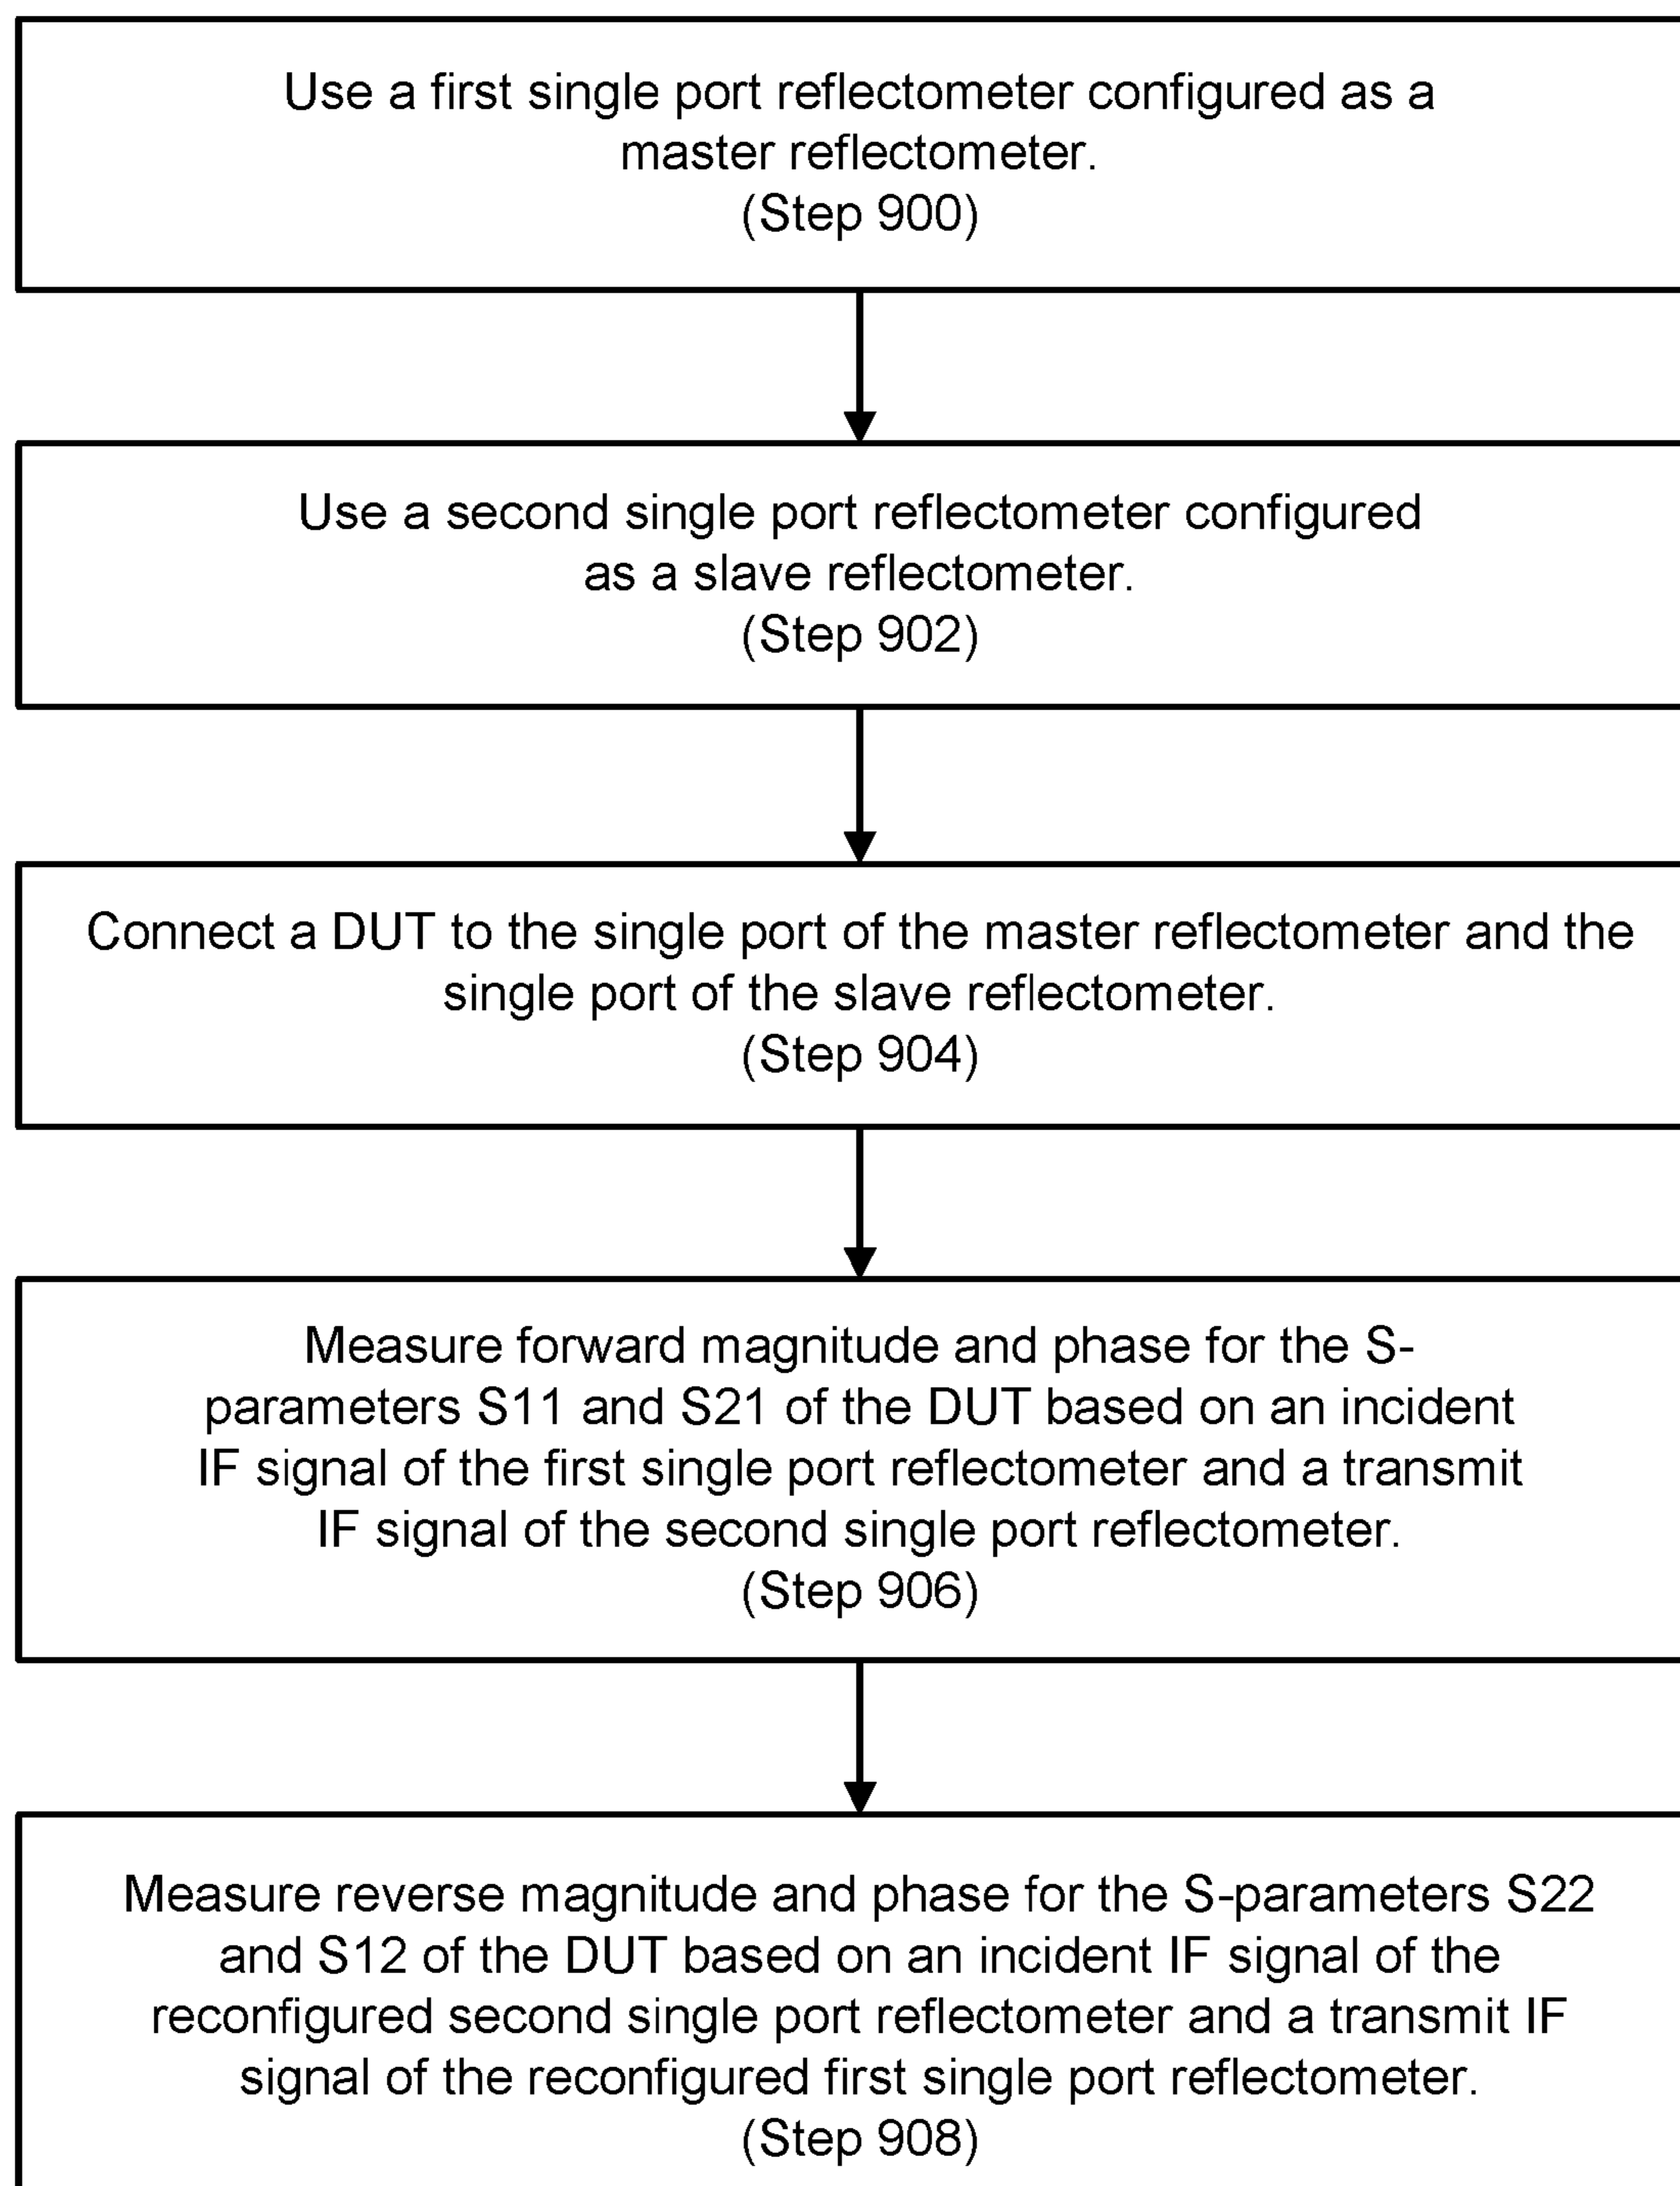 Use a first single port reflectometer configured as a
master reflectometer.
(Step 900)
Use a second single port reflectometer configured
as a slave reflectometer.
(Step 902)
Connect a DUT to the single port of the master reflectometer and the
single port of the slave reflectometer.
(Step 904)
Measure forward magnitude and phase for the S-
parameters S11 and S21 of the DUT based on an incident
IF signal of the first single port reflectometer and a transmit
IF signal of the second single port reflectometer.
(Step 906)
Measure reverse magnitude and phase for the S-parameters S22
and S12 of the DUT based on an incident IF signal of the
reconfigured second single port reflectometer and a transmit IF
signal of the reconfigured first single port reflectometer.
(Step 908)